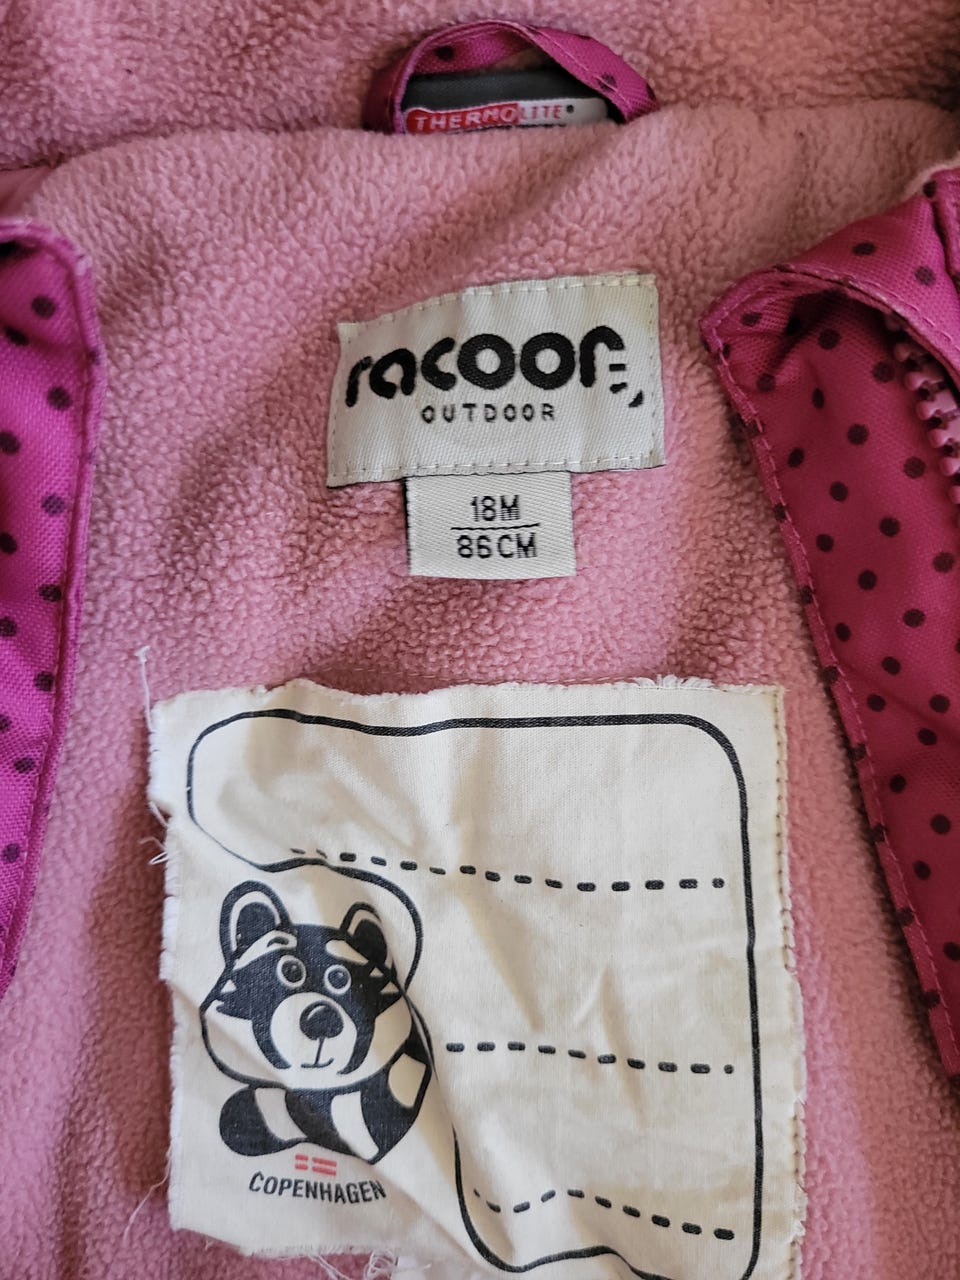 THERMOLITE®
racoon
OUTDOOR
18M
86CM
COPENHAGEN